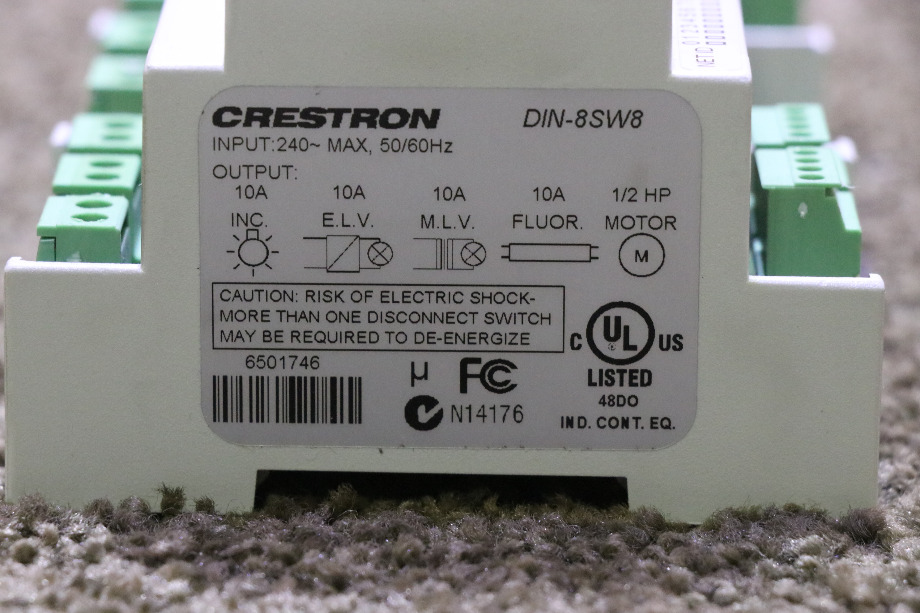 CRESTRON DIN-8SW8
INPUT:240~ MAX, 50/60Hz
OUTPUT:
10A 10A 10A 10A 1/2 HP
INC. E.L.V. M.L.V. FLUOR. MOTOR
M
CAUTION: RISK OF ELECTRIC SHOCK-
MORE THAN ONE DISCONNECT SWITCH
MAY BE REQUIRED TO DE-ENERGIZE
6501746
µ FC
N14176
C UL US
LISTED
48DO
IND. CONT. EQ.